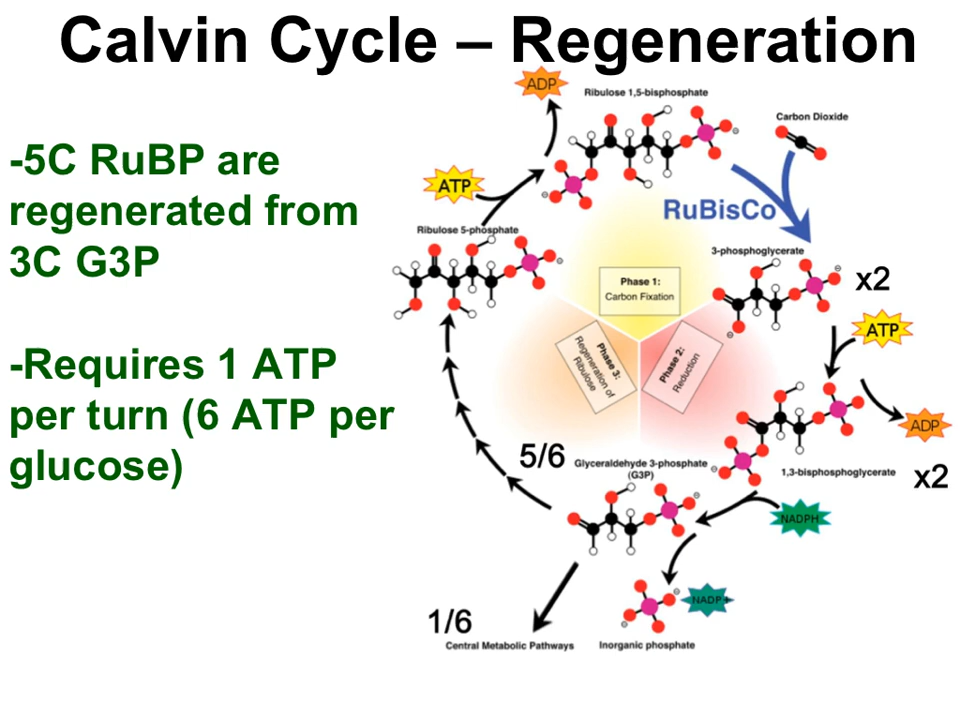 Calvin Cycle – Regeneration
-5C RuBP are
regenerated from
3C G3P
-Requires 1 ATP
per turn (6 ATP per
glucose)
ADP
Ribulose 1,5-bisphosphate
Carbon Dioxide
ATP
RuBisCo
Ribulose 5-phosphate
3-phosphoglycerate
x2
Phase 1:
Carbon Fixation
ATP
Phase 3:
Regeneration of
Ribulose
Phase 2:
Reduction
ADP
5/6
Glyceraldehyde 3-phosphate
(G3P)
1,3-bisphosphoglycerate
x2
NADPH
NADP+
1/6
Central Metabolic Pathways
Inorganic phosphate